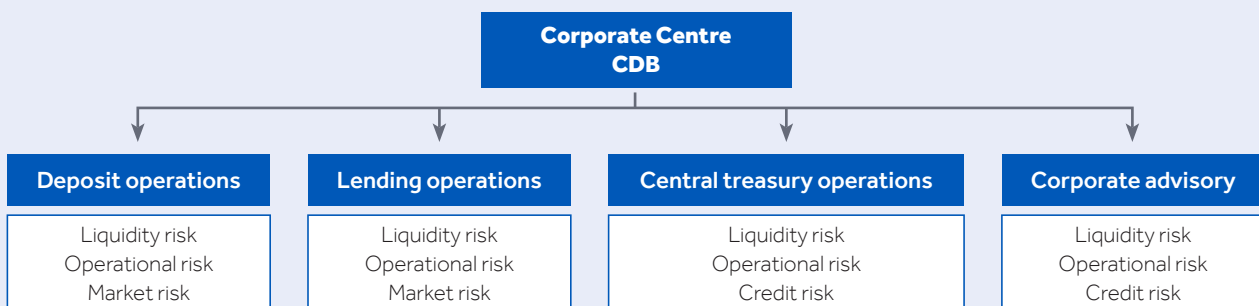 Corporate Centre
CDB
Deposit operations
Lending operations
Central treasury operations
Corporate advisory
Liquidity risk
Operational risk
Market risk
Liquidity risk
Operational risk
Market risk
Liquidity risk
Operational risk
Credit risk
Liquidity risk
Operational risk
Credit risk